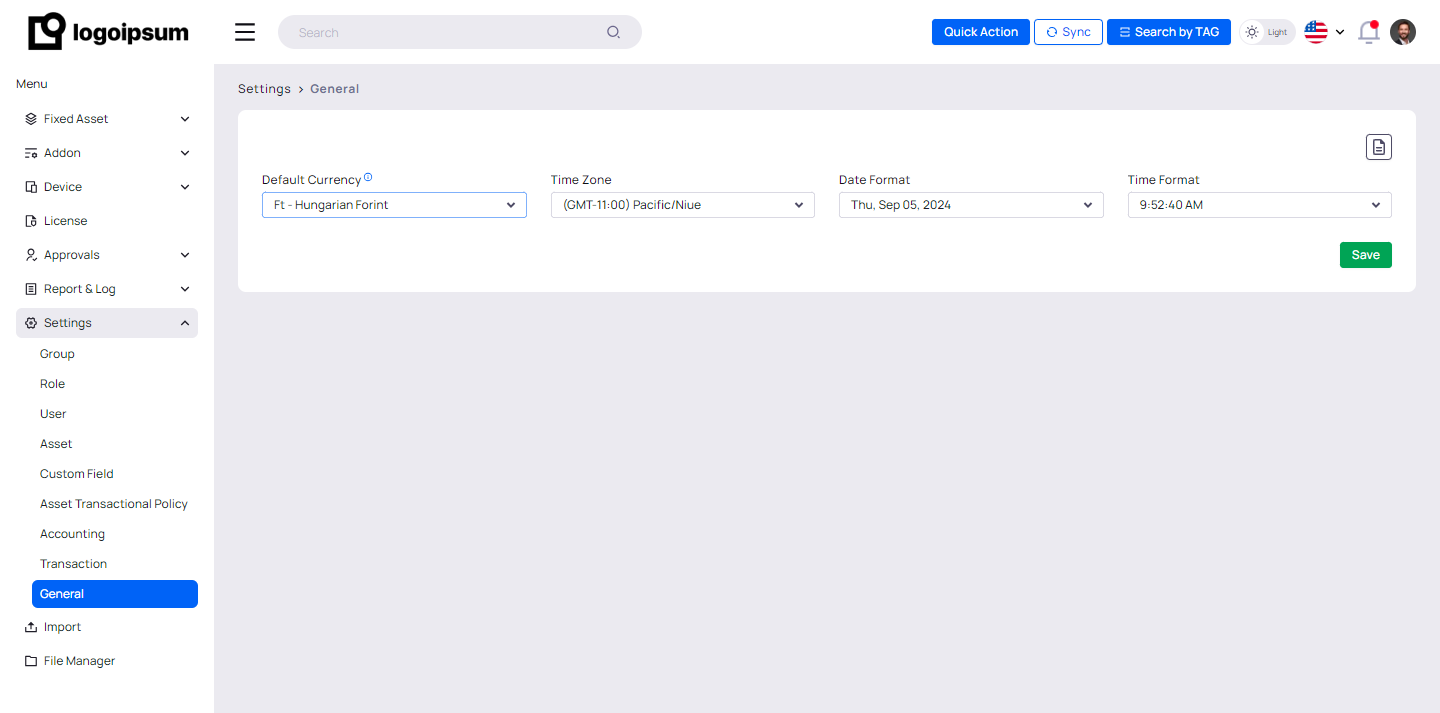 logoipsum
Search
Quick Action
Sync
Search by TAG
Light
Menu
Fixed Asset
Addon
Device
License
Approvals
Report & Log
Settings
Group
Role
User
Asset
Custom Field
Asset Transactional Policy
Accounting
Transaction
General
Import
File Manager
Settings > General
Default Currency
Ft - Hungarian Forint
Time Zone
(GMT-11:00) Pacific/Niue
Date Format
Thu, Sep 05, 2024
Time Format
9:52:40 AM
Save